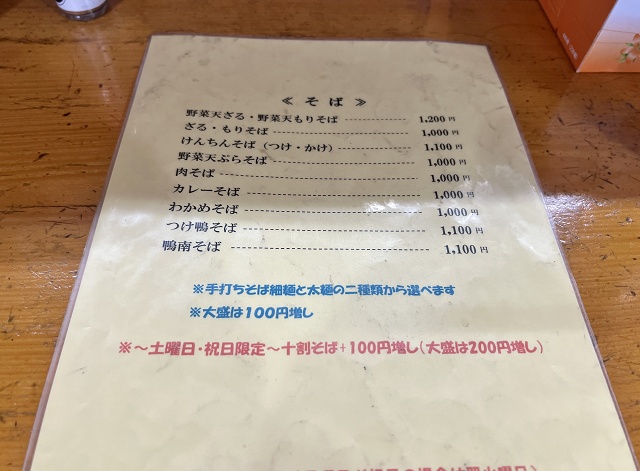 ≪ そ ば ≫
野菜天ざる・野菜天もりそば ---------------- 1,200円
ざる・もりそば ---------------- 1,000円
けんちんそば（つけ・かけ） ---------------- 1,100円
野菜天ぷらそば ---------------- 1,000円
肉そば ---------------- 1,000円
カレーそば ---------------- 1,000円
わかめそば ---------------- 1,000円
つけ鴨そば ---------------- 1,100円
鴨南そば ---------------- 1,100円
※手打ちそば細麺と太麺の二種類から選べます
※大盛は１００円増し
※～土曜日・祝日限定～十割そば+100円増し（大盛は200円増し）